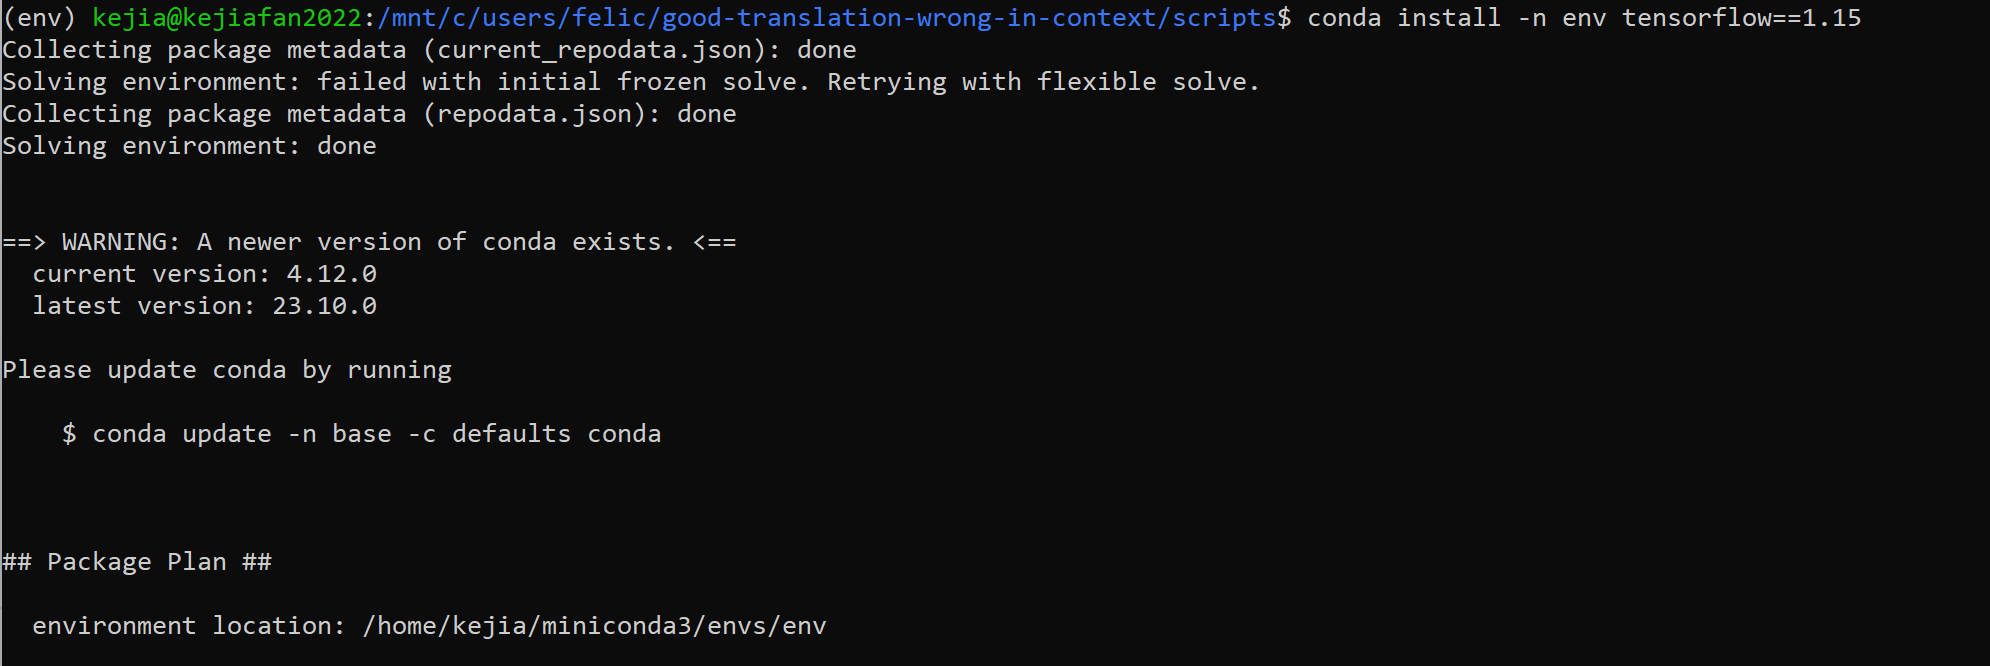 (env) kejia@kejiafan2022:/mnt/c/users/felic/good-translation-wrong-in-context/scripts$ conda install -n env tensorflow==1.15
Collecting package metadata (current_repodata.json): done
Solving environment: failed with initial frozen solve. Retrying with flexible solve.
Collecting package metadata (repodata.json): done
Solving environment: done
==> WARNING: A newer version of conda exists. <==
current version: 4.12.0
latest version: 23.10.0
Please update conda by running
$ conda update -n base -c defaults conda
## Package Plan ##
environment location: /home/kejia/miniconda3/envs/env